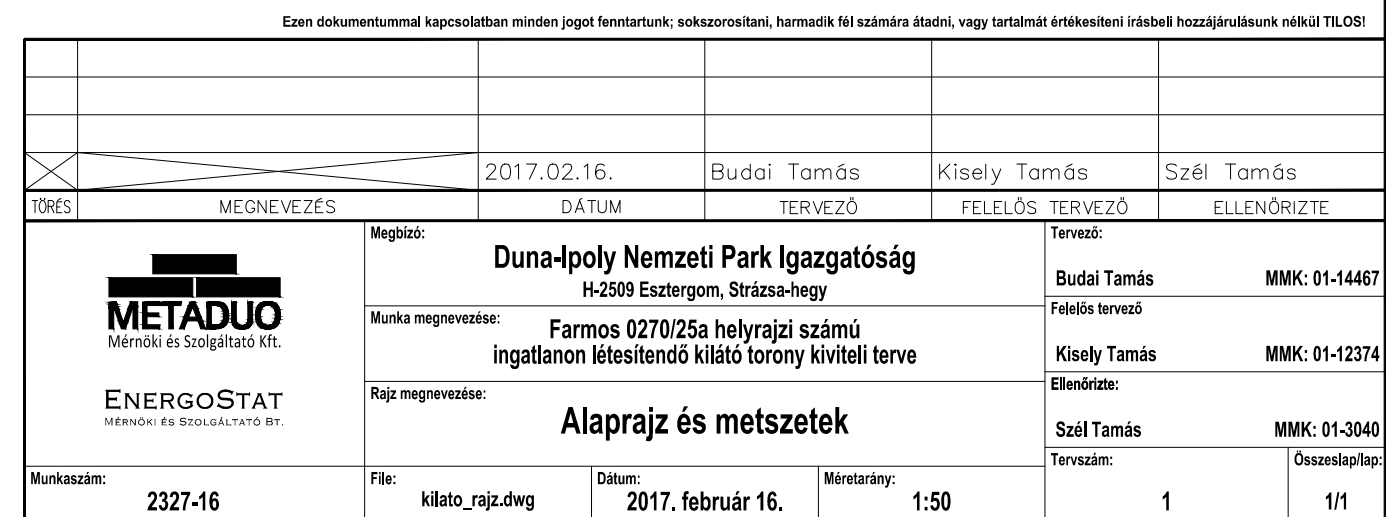 Ezen dokumentummal kapcsolatban minden jogot fenntartunk; sokszorosítani, harmadik fél számára átadni, vagy tartalmát értékesíteni írásbeli hozzájárulásunk nélkül TILOS!
2017.02.16. Budai Tamás Kisely Tamás Szél Tamás
TÖRÉS MEGNEVEZÉS DÁTUM TERVEZŐ FELELŐS TERVEZŐ ELLENŐRIZTE
METADUO
Mérnöki és Szolgáltató Kft.
ENERGOSTAT
MÉRNÖKI ÉS SZOLGÁLTATÓ BT.
Megbízó:
Duna-Ipoly Nemzeti Park Igazgatóság
H-2509 Esztergom, Strázsa-hegy
Munka megnevezése:
Farmos 0270/25a helyrajzi számú
ingatlanon létesítendő kilátó torony kiviteli terve
Rajz megnevezése:
Alaprajz és metszetek
Tervező:
Budai Tamás MMK: 01-14467
Felelős tervező
Kisely Tamás MMK: 01-12374
Ellenőrizte:
Szél Tamás MMK: 01-3040
Munkaszám:
2327-16
File:
kilato_rajz.dwg
Dátum:
2017. február 16.
Méretarány:
1:50
Tervszám:
1
Összeslap/lap:
1/1